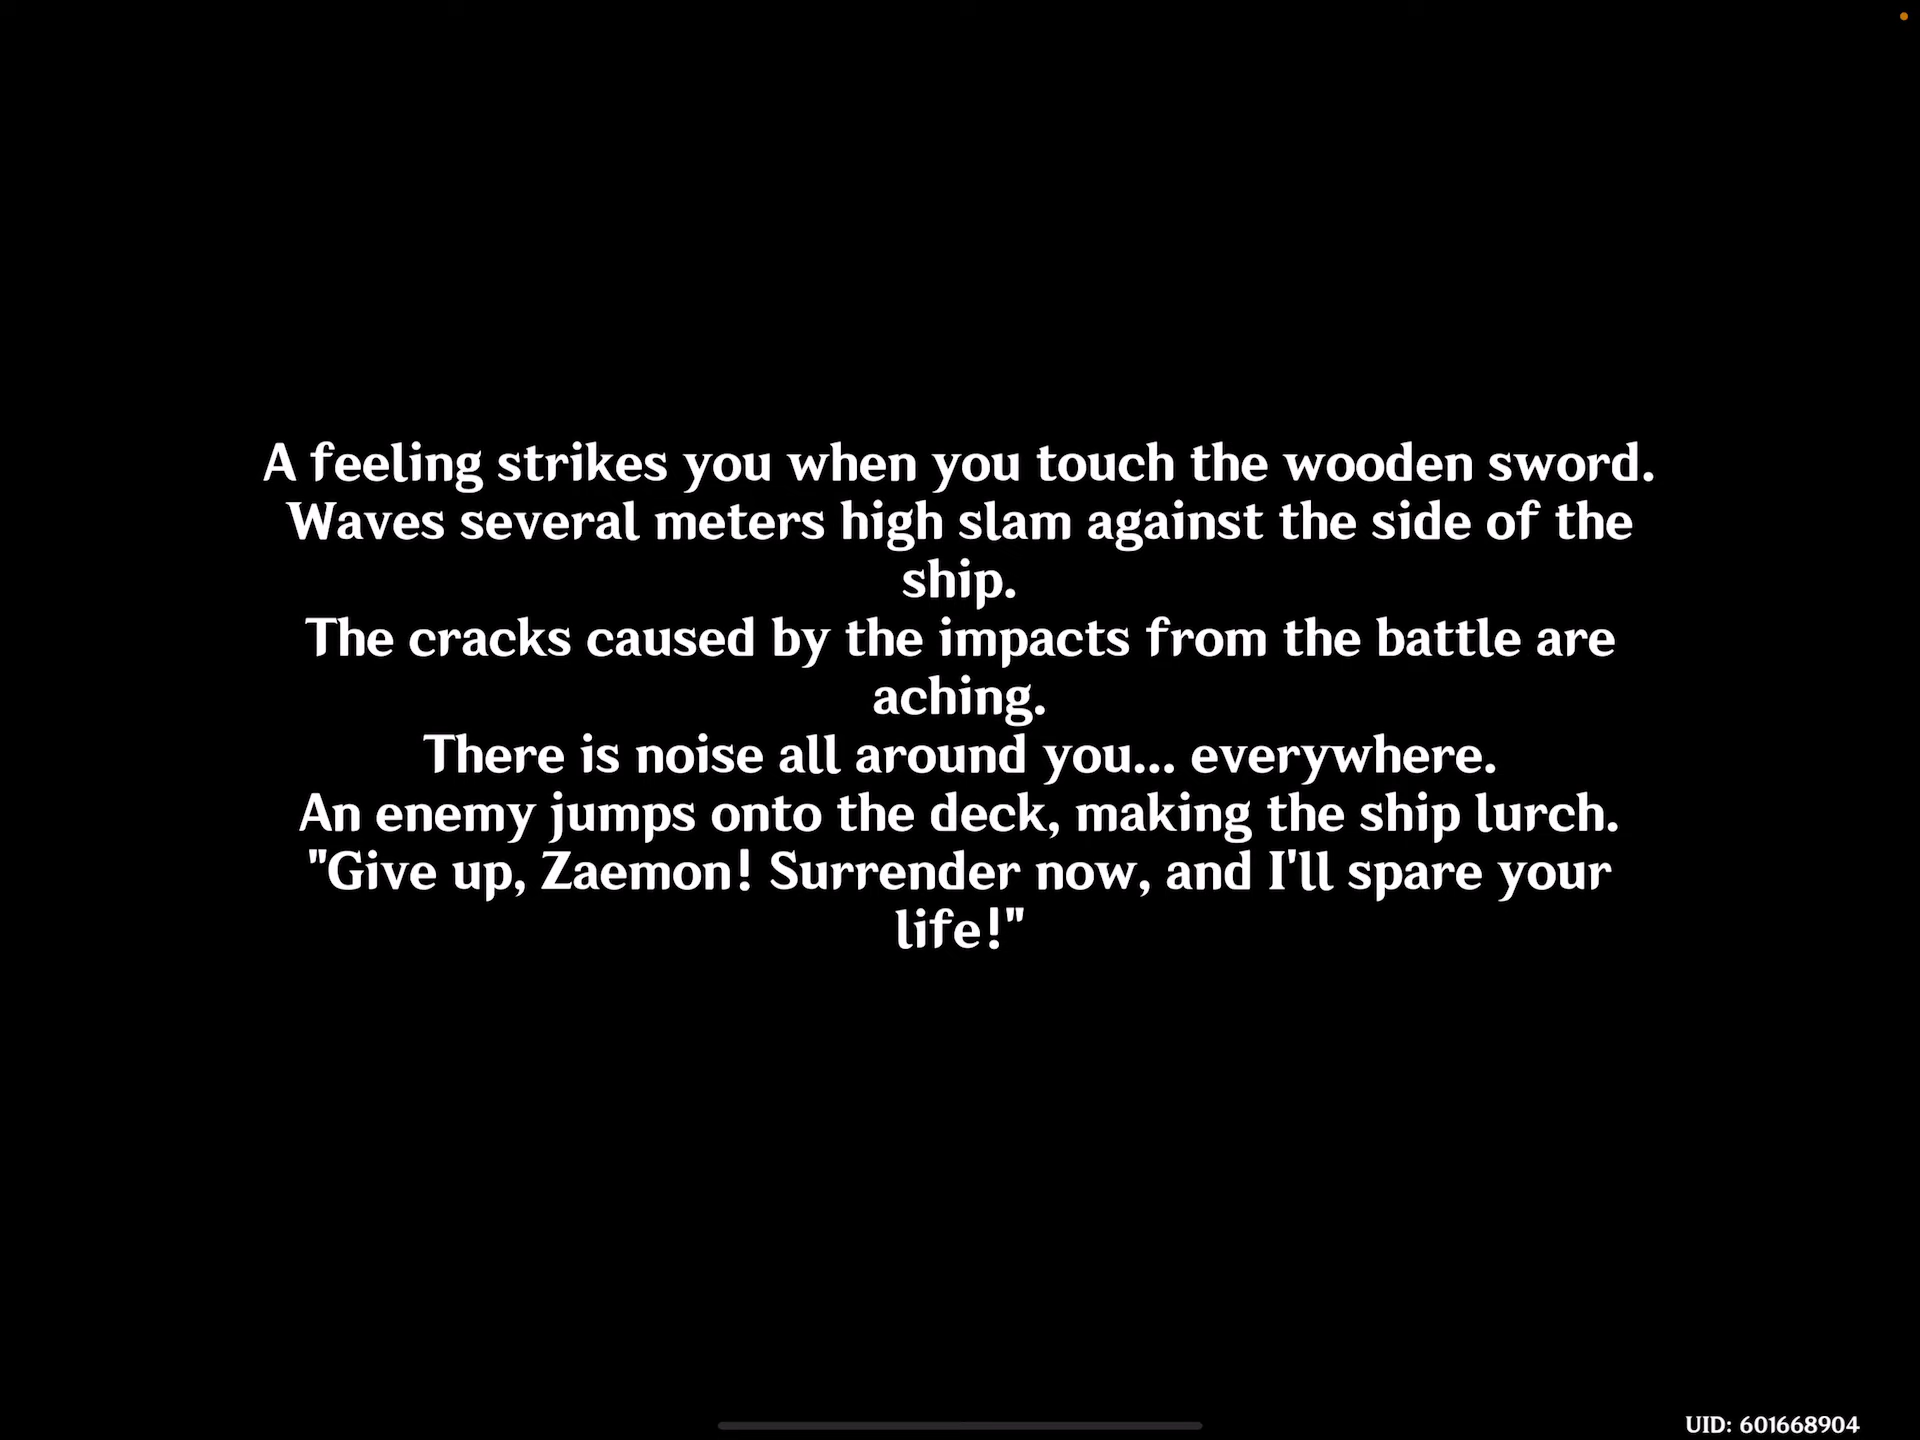 A feeling strikes you when you touch the wooden sword.
Waves several meters high slam against the side of the
ship.
The cracks caused by the impacts from the battle are
aching.
There is noise all around you... everywhere.
An enemy jumps onto the deck, making the ship lurch.
"Give up, Zaemon! Surrender now, and I'll spare your
life!"
UID: 601668904